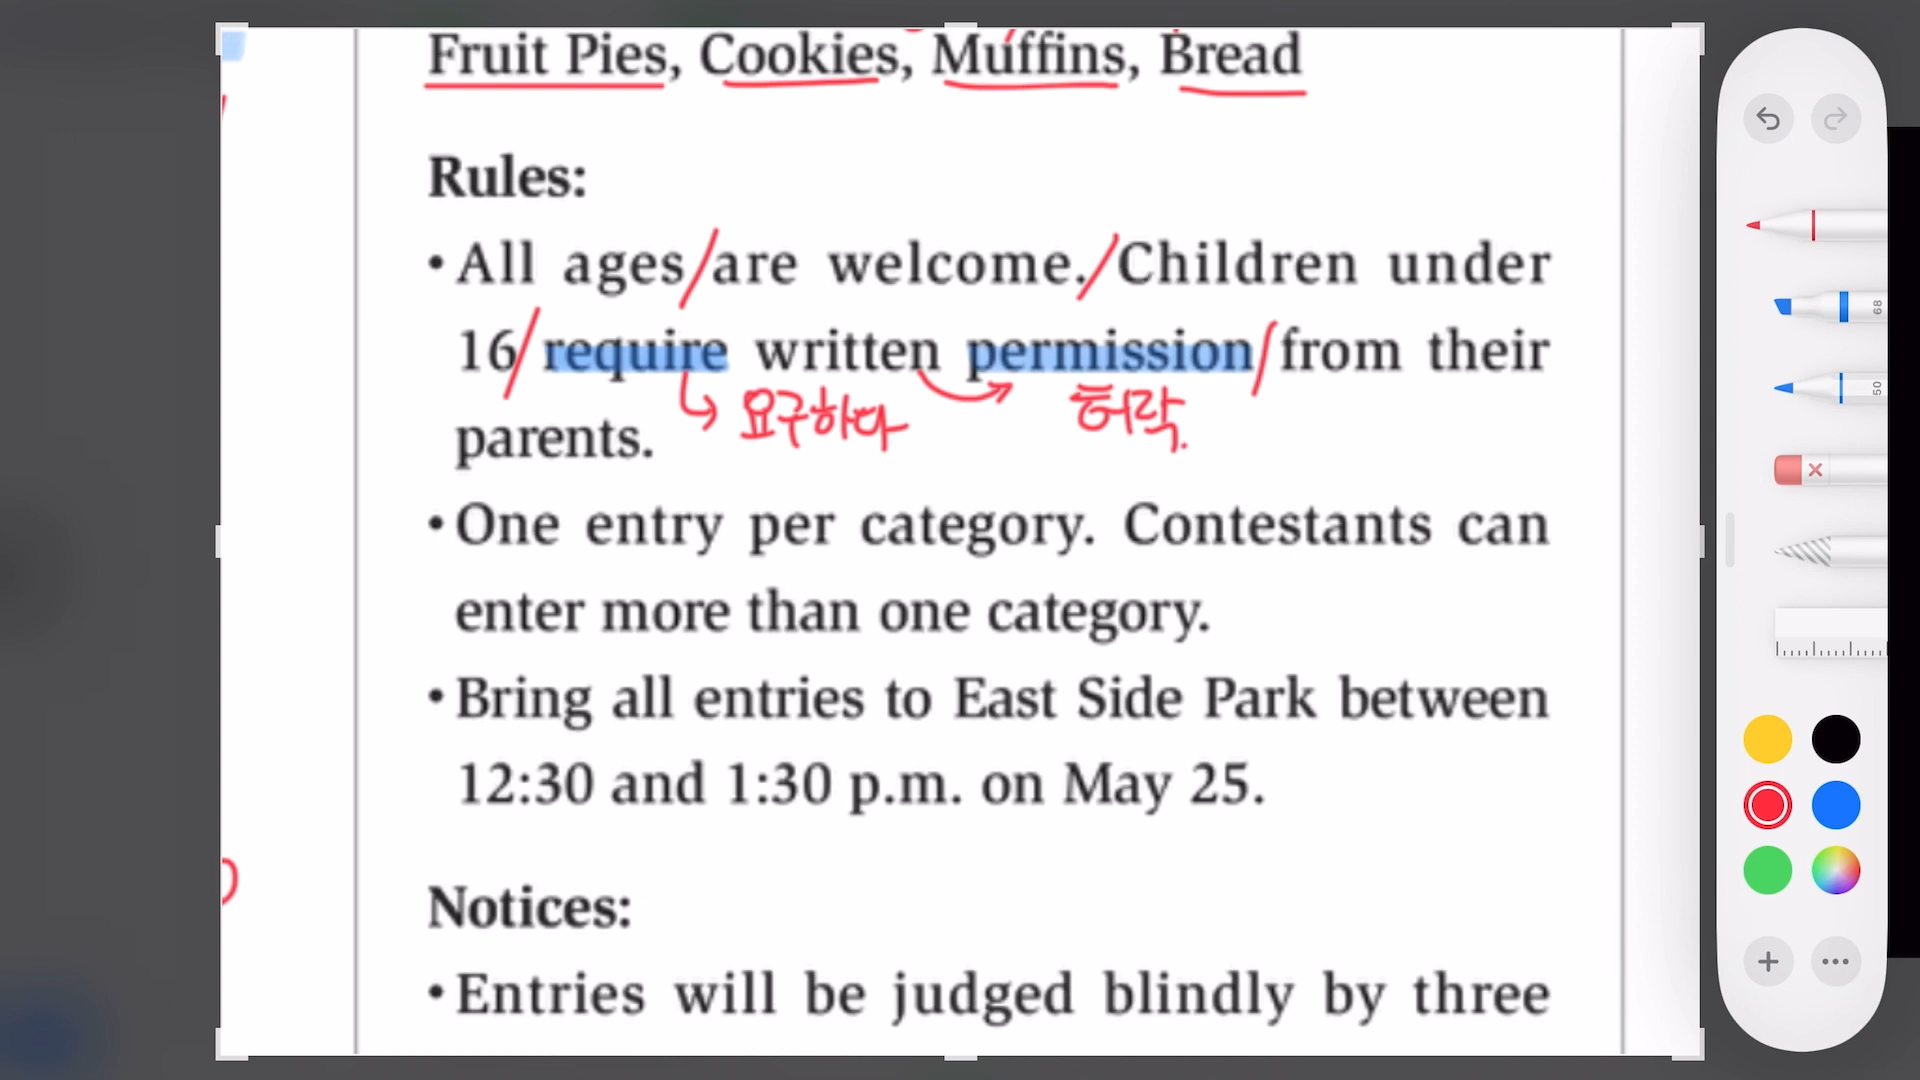 Fruit Pies, Cookies, Muffins, Bread
Rules:
• All ages are welcome. Children under
16 require written permission from their
요구하다 허락.
parents.
• One entry per category. Contestants can
enter more than one category.
• Bring all entries to East Side Park between
12:30 and 1:30 p.m. on May 25.
Notices:
• Entries will be judged blindly by three
68
50